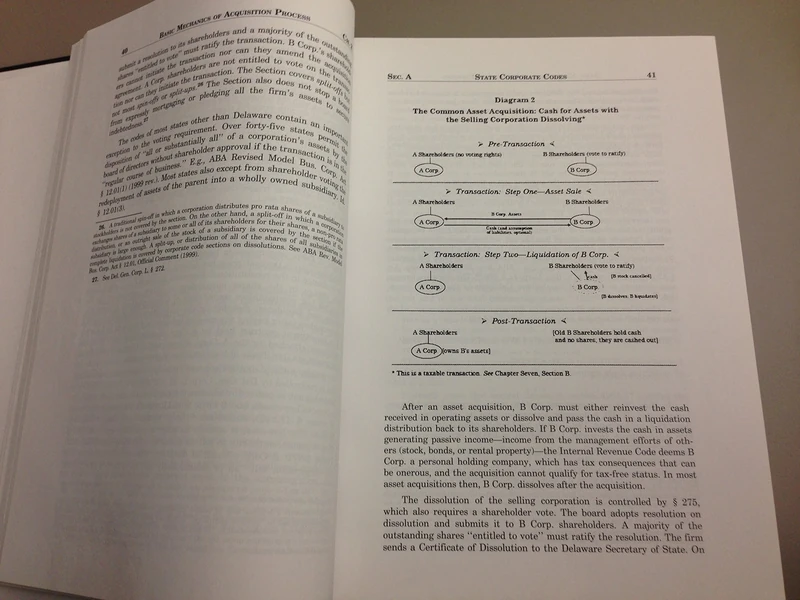 40 BASIC MECHANICS OF ACQUISITION PROCESS
submit a resolution to its shareholders and a majority of the outstanding
shares "entitled to vote" must ratify the transaction. B Corp.'s shareholders
are cannot initiate the transaction nor can they amend the acquisition
agreement. A Corp. shareholders are not entitled to vote on the transac-
tion nor can they initiate the transaction. The Section covers split-offs but
not most spin-offs or split-ups.26 The Section also does not stop a
from expressly mortgaging or pledging all the firm's assets to secure
indebtedness.27
The codes of most states other than Delaware contain an important
exception to the voting requirement. Over forty-five states permit the
disposition of "all or substantially all" of a corporation's assets by the
board of directors without shareholder approval if the transaction is in the
"regular course of business." E.g., ABA Revised Model Bus. Corp. Act
§ 12.01(1) (1999 rev.). Most states also except from shareholder voting the
redeployment of assets of the parent into a wholly owned subsidiary. Id.
§ 12.01(3).
26. A traditional spin-off in which a corporation distributes pro rata shares of a subsidiary to
stockholders is not covered by the section. On the other hand, a split-off in which a corporation
exchanges shares of a subsidiary to some or all of its shareholders for their shares, a non-pro rata
distribution, or an outright sale of the stock of a subsidiary is covered by the section if the
subsidiary is large enough. A split-up, or distribution of all of the shares of all subsidiaries in
complete liquidation is covered by corporate code sections on dissolutions. See ABA Rev. Model
Bus. Corp. Act § 12.01, Official Comment (1999).
27. See Del. Gen. Corp. L. § 272.
SEC. A STATE CORPORATE CODES 41
Diagram 2
The Common Asset Acquisition: Cash for Assets with
the Selling Corporation Dissolving*
➢ Pre-Transaction
A Shareholders (no voting rights) B Shareholders (vote to ratify)
A Corp B Corp
➢ Transaction: Step One—Asset Sale
A Shareholders B Shareholders
B Corp. Assets
A Corp B Corp
Cash (and assumption
of liabilities, optional)
➢ Transaction: Step Two—Liquidation of B Corp.
A Shareholders B Shareholders (vote to ratify)
cash [B stock cancelled]
A Corp B Corp
[B dissolves, B liquidates]
➢ Post-Transaction
A Shareholders [Old B Shareholders hold cash
and no shares, they are cashed out]
A Corp [owns B's assets]
* This is a taxable transaction. See Chapter Seven, Section B.
After an asset acquisition, B Corp. must either reinvest the cash
received in operating assets or dissolve and pass the cash in a liquidation
distribution back to its shareholders. If B Corp. invests the cash in assets
generating passive income—income from the management efforts of oth-
ers (stock, bonds, or rental property)—the Internal Revenue Code deems B
Corp. a personal holding company, which has tax consequences that can
be onerous, and the acquisition cannot qualify for tax-free status. In most
asset acquisitions then, B Corp. dissolves after the acquisition.
The dissolution of the selling corporation is controlled by § 275,
which also requires a shareholder vote. The board adopts resolution on
dissolution and submits it to B Corp. shareholders. A majority of the
outstanding shares "entitled to vote" must ratify the resolution. The firm
sends a Certificate of Dissolution to the Delaware Secretary of State. On